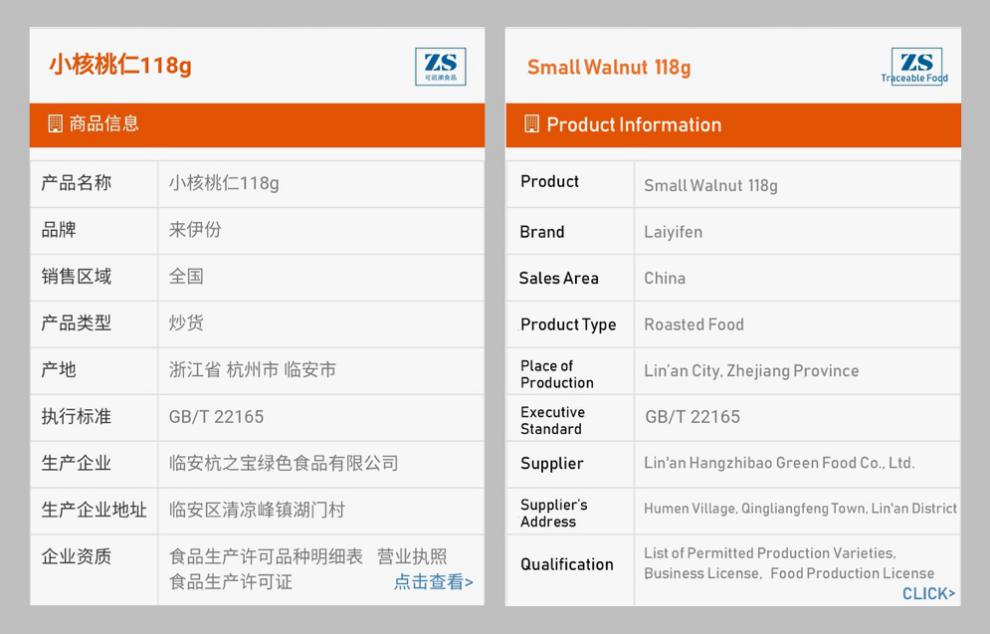 小核桃仁118g
ZS
可追溯食品
商品信息
产品名称 小核桃仁118g
品牌 来伊份
销售区域 全国
产品类型 炒货
产地 浙江省 杭州市 临安市
执行标准 GB/T 22165
生产企业 临安杭之宝绿色食品有限公司
生产企业地址 临安区清凉峰镇湖门村
企业资质 食品生产许可品种明细表 营业执照
食品生产许可证 点击查看>
Small Walnut 118g
ZS
Traceable Food
Product Information
Product Small Walnut 118g
Brand Laiyifen
Sales Area China
Product Type Roasted Food
Place of
Production Lin'an City, Zhejiang Province
Executive
Standard GB/T 22165
Supplier Lin'an Hangzhibao Green Food Co., Ltd.
Supplier's
Address Humen Village, Qingliangfeng Town, Lin'an District
Qualification List of Permitted Production Varieties,
Business License, Food Production License
CLICK>